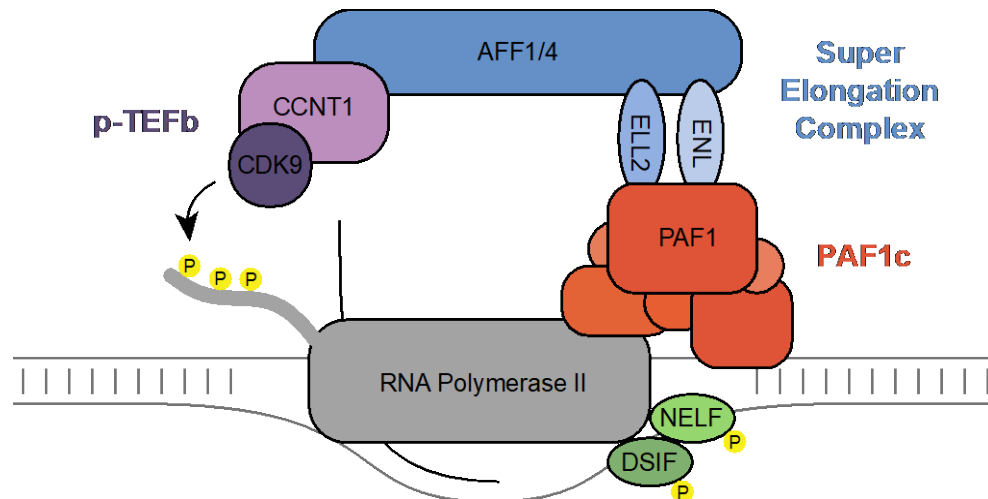 AFF1/4
Super
Elongation
Complex
CCNT1
p-TEFb
CDK9
ELL2
ENL
PAF1
PAF1c
P
P
P
RNA Polymerase II
NELF
P
DSIF
P